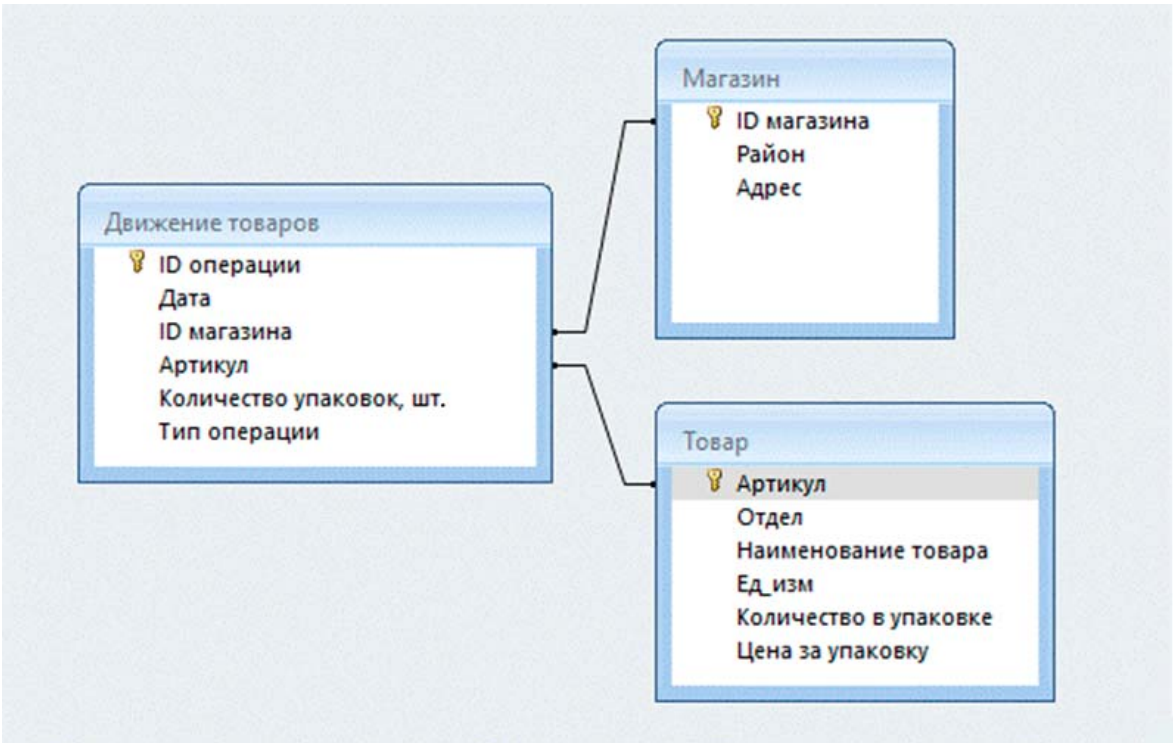 Движение товаров
ID операции
Дата
ID магазина
Артикул
Количество упаковок, шт.
Тип операции
Магазин
ID магазина
Район
Адрес
Товар
Артикул
Отдел
Наименование товара
Ед_изм
Количество в упаковке
Цена за упаковку